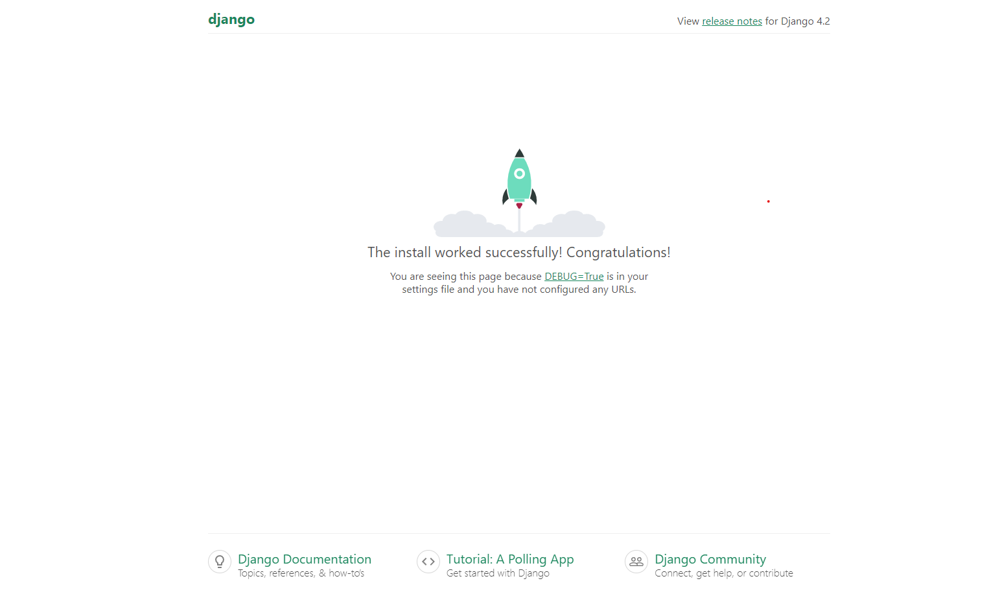 django
View release notes for Django 4.2
The install worked successfully! Congratulations!
You are seeing this page because DEBUG=True is in your
settings file and you have not configured any URLs.
Django Documentation
Topics, references, & how-to's
Tutorial: A Polling App
Get started with Django
Django Community
Connect, get help, or contribute